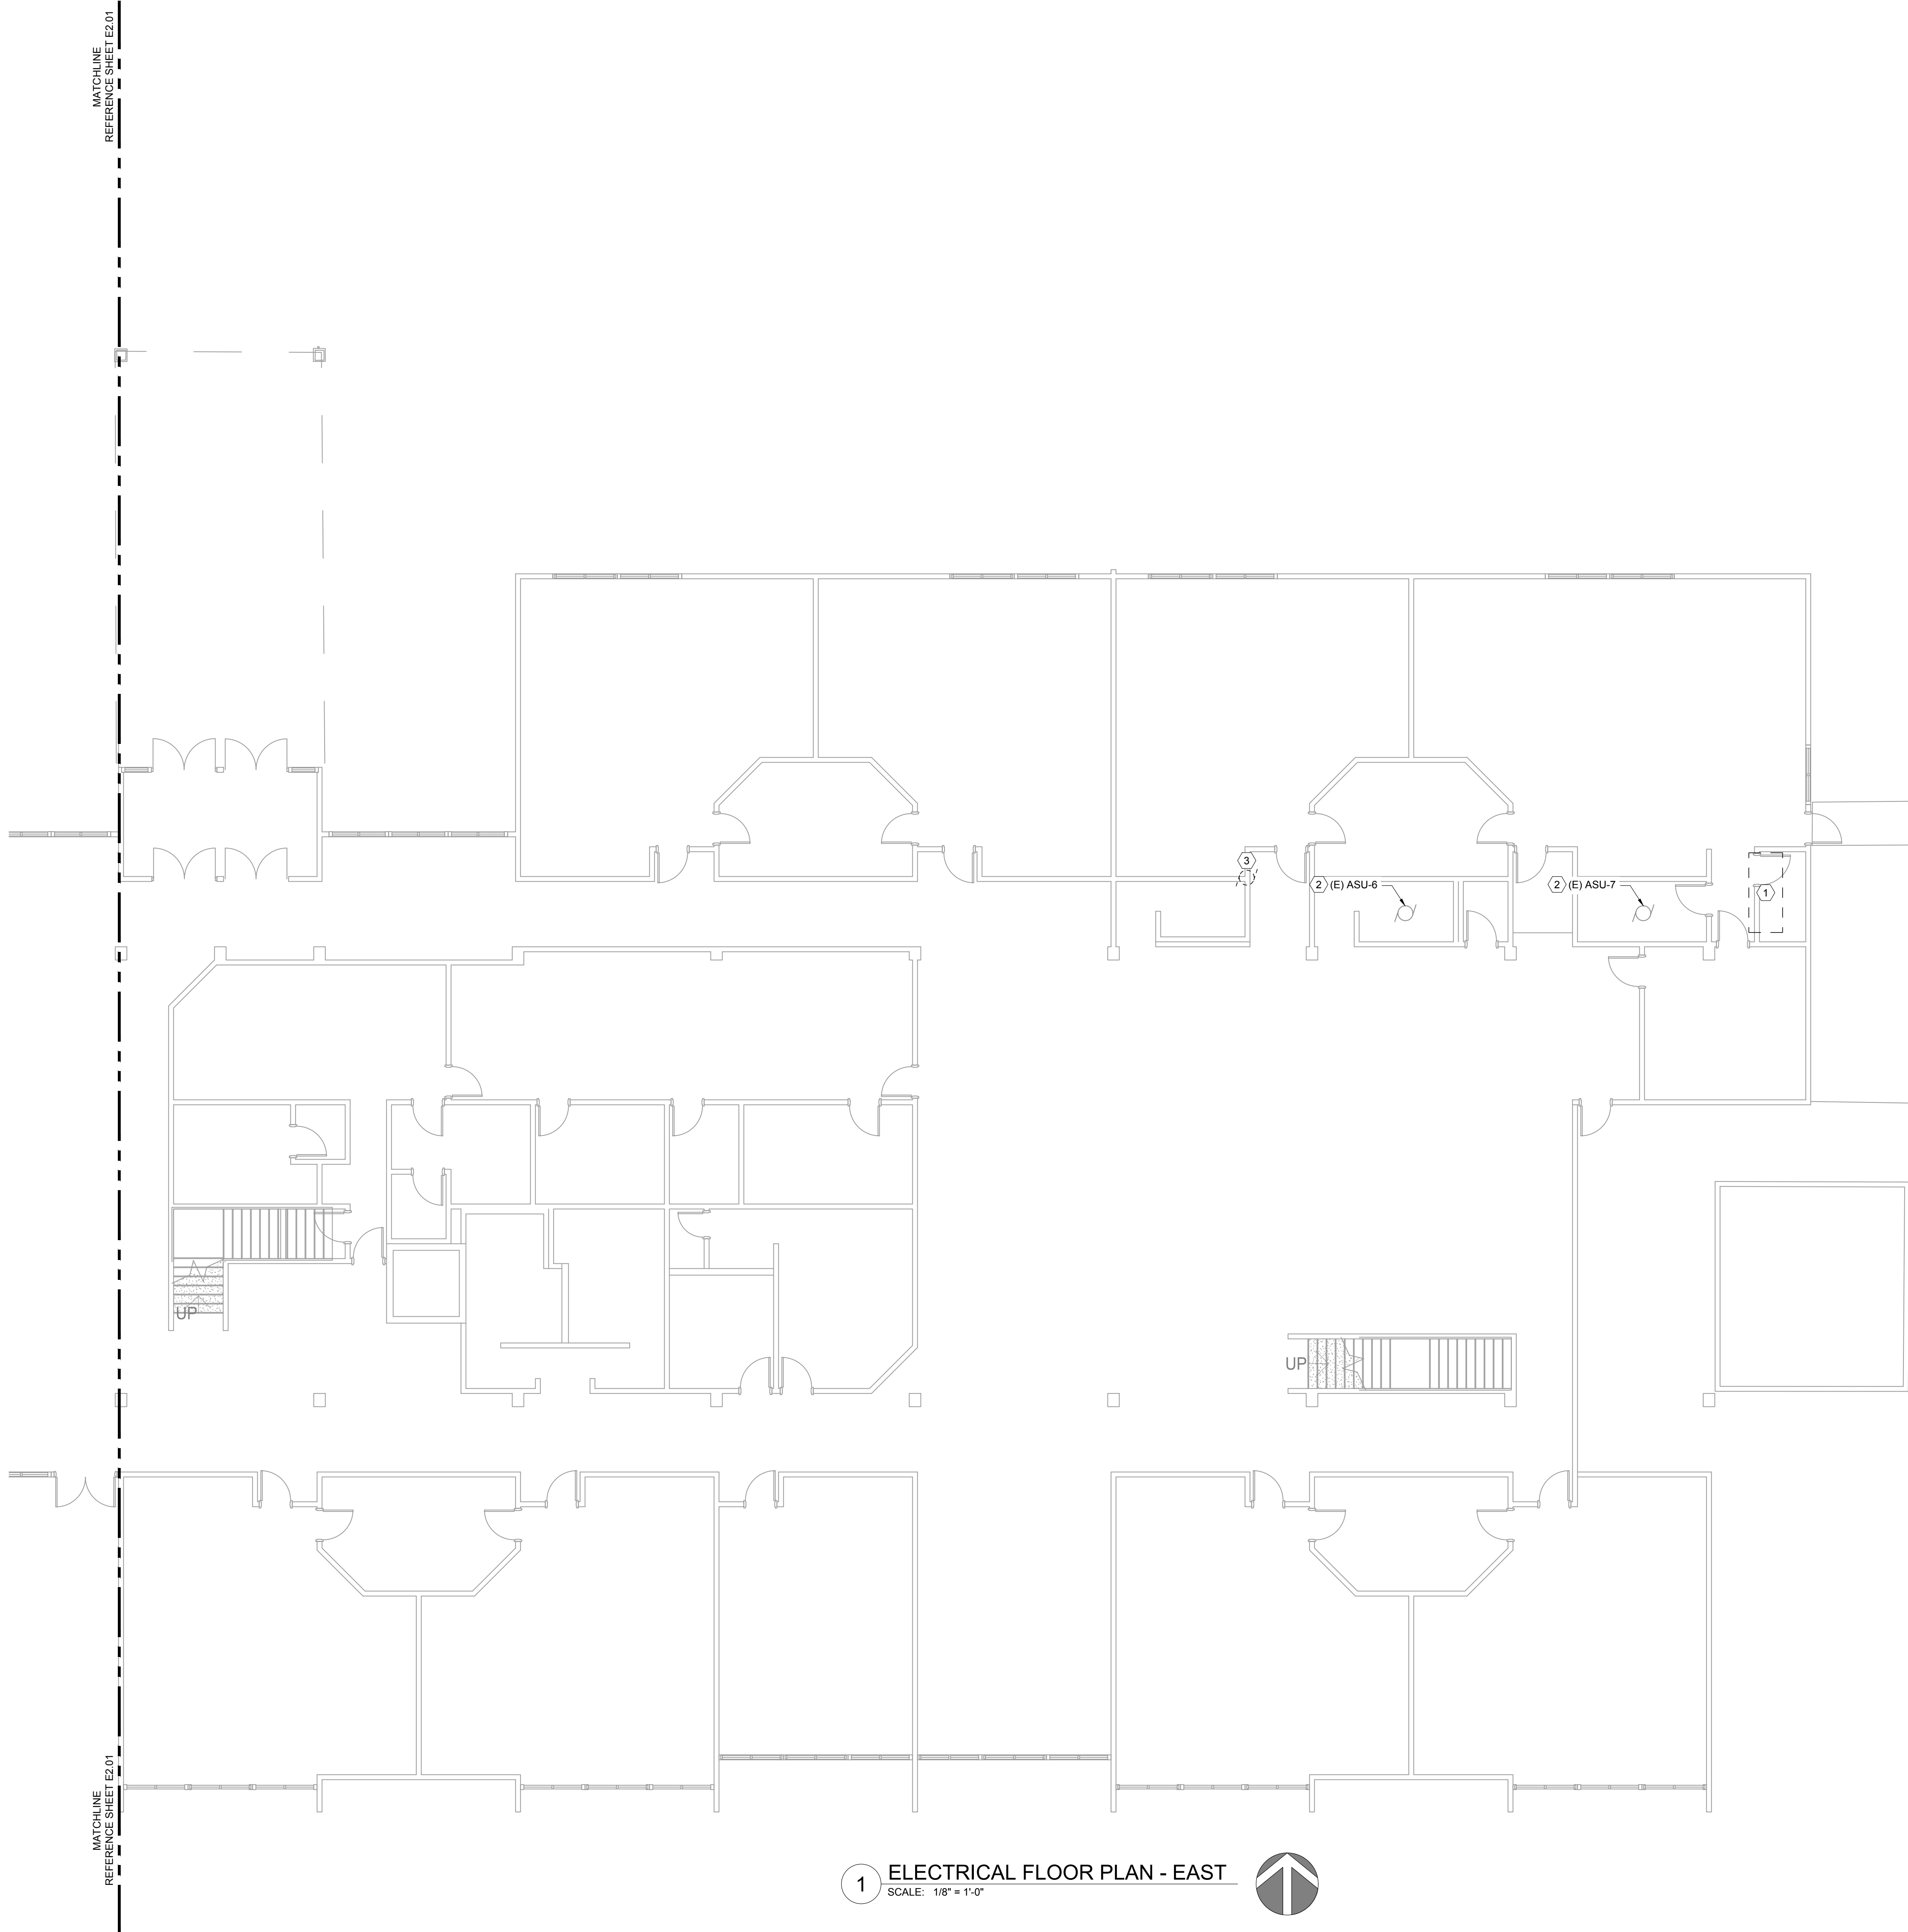 MATCHLINE
REFERENCE SHEET E2.01
3
2 (E) ASU-6
2 (E) ASU-7
1
UP
UP
MATCHLINE
REFERENCE SHEET E2.01
1 ELECTRICAL FLOOR PLAN - EAST
SCALE: 1/8" = 1'-0"